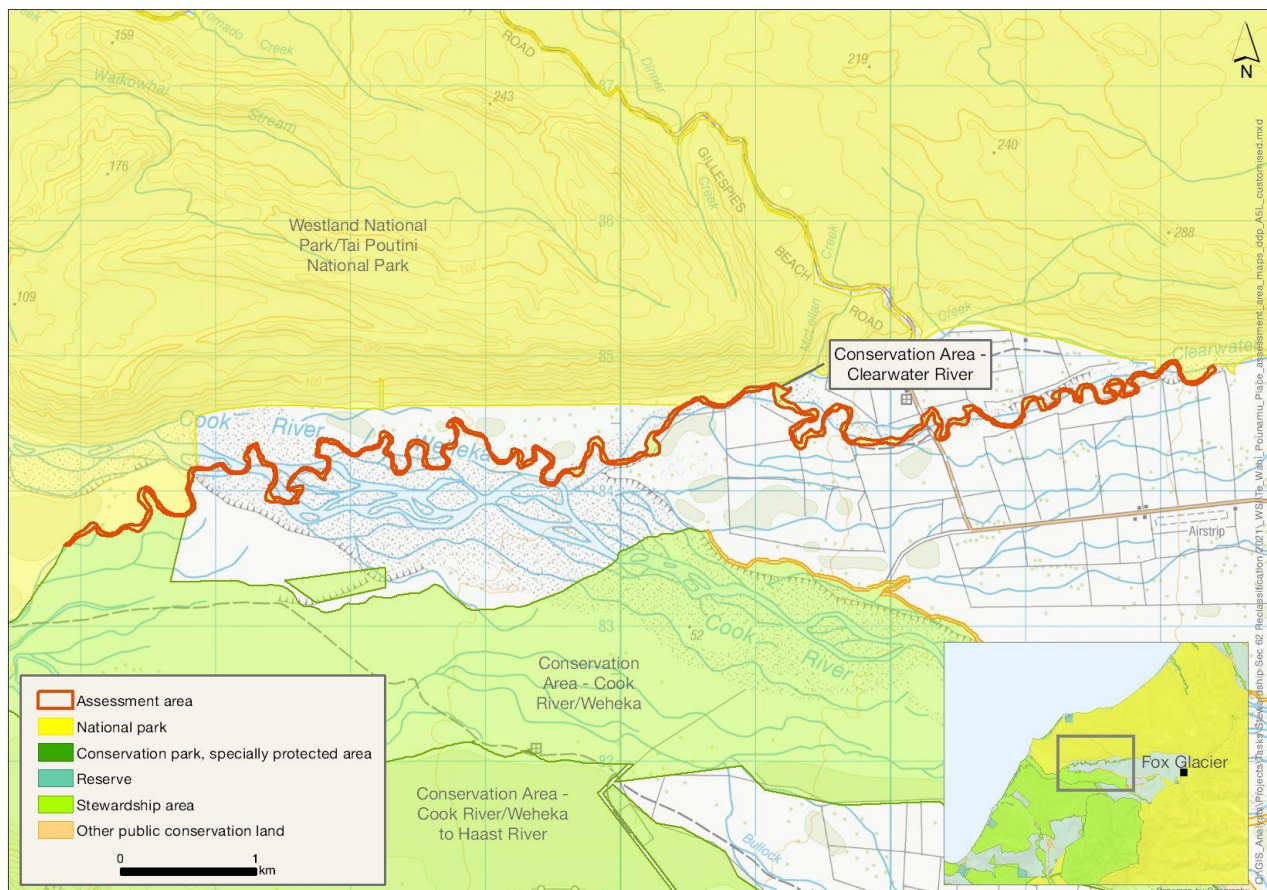 159
Tornado
Creek
ROAD
Dinner
219
97
Waikowhai
Stream
243
GILLESPIES
Creek
240
176
86
288
Westland National
Park/Tai Poutini
National Park
BEACH
Creek
109
McLellan
ROAD
Creek
100
85
Clearwater
Conservation Area -
Clearwater River
Cook River
Weheka
84
Airstrip
83
52
Cook
River
Conservation
Area - Cook
River/Weheka
82
Conservation Area -
Cook River/Weheka
to Haast River
Bullock
N
Assessment area
National park
Conservation park, specially protected area
Reserve
Stewardship area
Other public conservation land
0 1
km
Fox Glacier